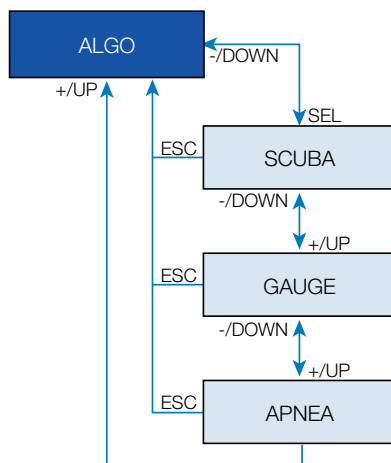 ALGO
-/DOWN
+/UP
SEL
ESC
SCUBA
-/DOWN
+/UP
ESC
GAUGE
-/DOWN
+/UP
ESC
APNEA